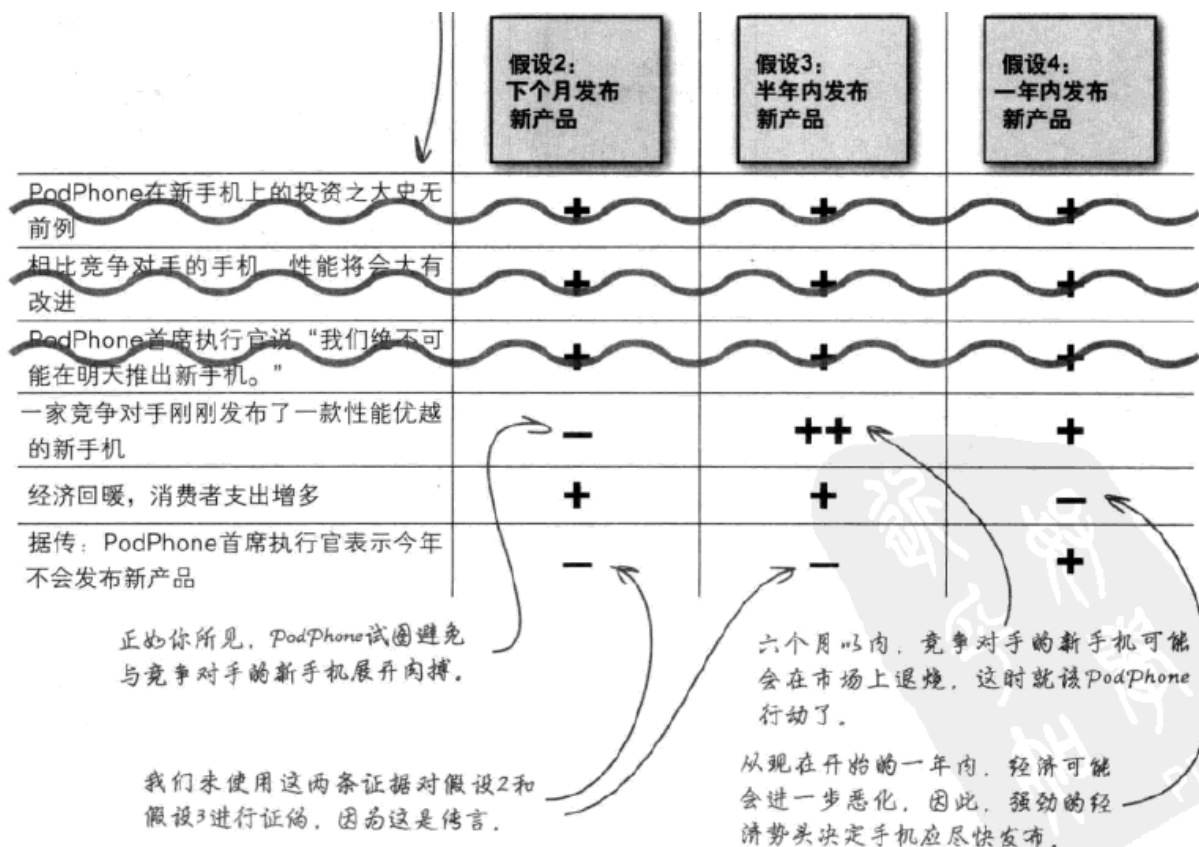 假设2：
下个月发布
新产品
假设3：
半年内发布
新产品
假设4：
一年内发布
新产品
PodPhone在新手机上的投资之大史无
前例
+ + +
相比竞争对手的手机，性能将会大有
改进
+ + +
PodPhone首席执行官说“我们绝不可
能在明天推出新手机。”
+ + +
一家竞争对手刚刚发布了一款性能优越
的新手机
— ++ +
经济回暖，消费者支出增多
+ + —
据传：PodPhone首席执行官表示今年
不会发布新产品
— — +
正如你所见，PodPhone试图避免
与竞争对手的新手机展开肉搏。
六个月以内，竞争对手的新手机可能
会在市场上退烧，这时就该PodPhone
行动了。
我们未使用这两条证据对假设2和
假设3进行证伪，因为这是传言。
从现在开始的一年内，经济可能
会进一步恶化，因此，强劲的经
济势头决定手机应尽快发布。